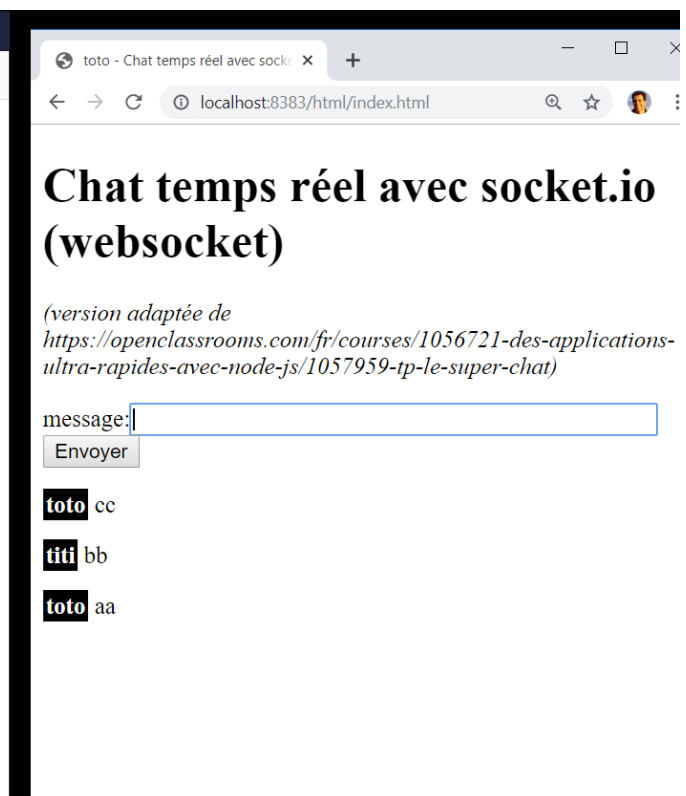 toto - Chat temps réel avec socke
localhost:8383/html/index.html
Chat temps réel avec socket.io
(websocket)
(version adaptée de
https://openclassrooms.com/fr/courses/1056721-des-applications-
ultra-rapides-avec-node-js/1057959-tp-le-super-chat)
message:
Envoyer
toto cc
titi bb
toto aa